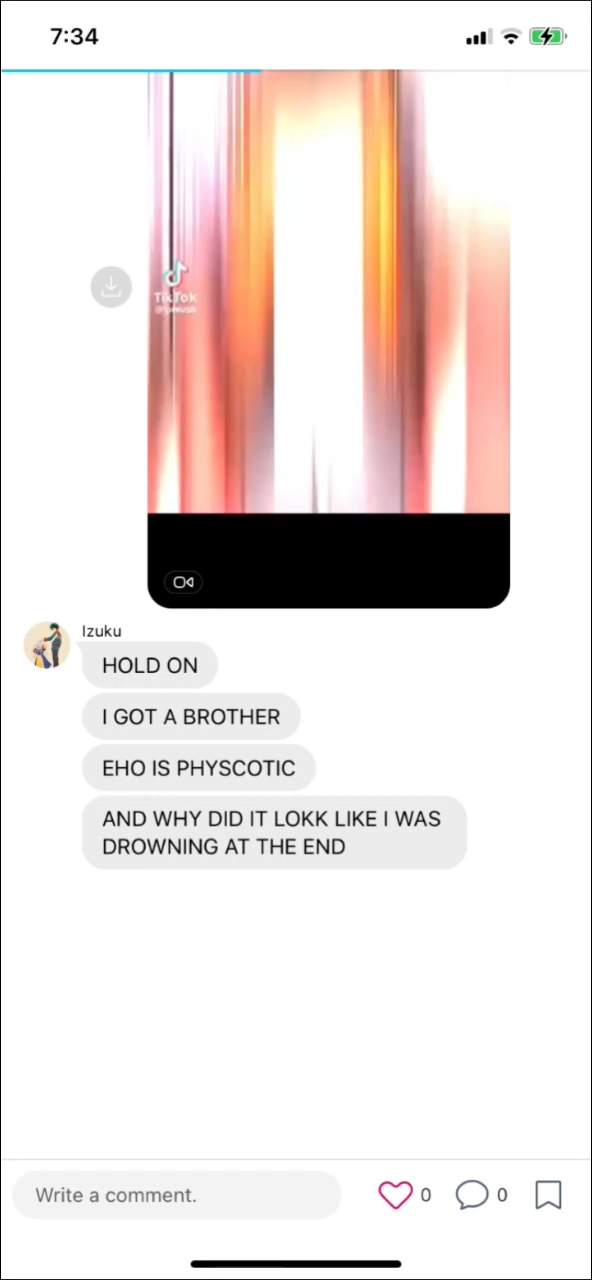 7:34
TikTok
Izuku
HOLD ON
I GOT A BROTHER
EHO IS PHYSCOTIC
AND WHY DID IT LOKK LIKE I WAS
DROWNING AT THE END
Write a comment.
0
0